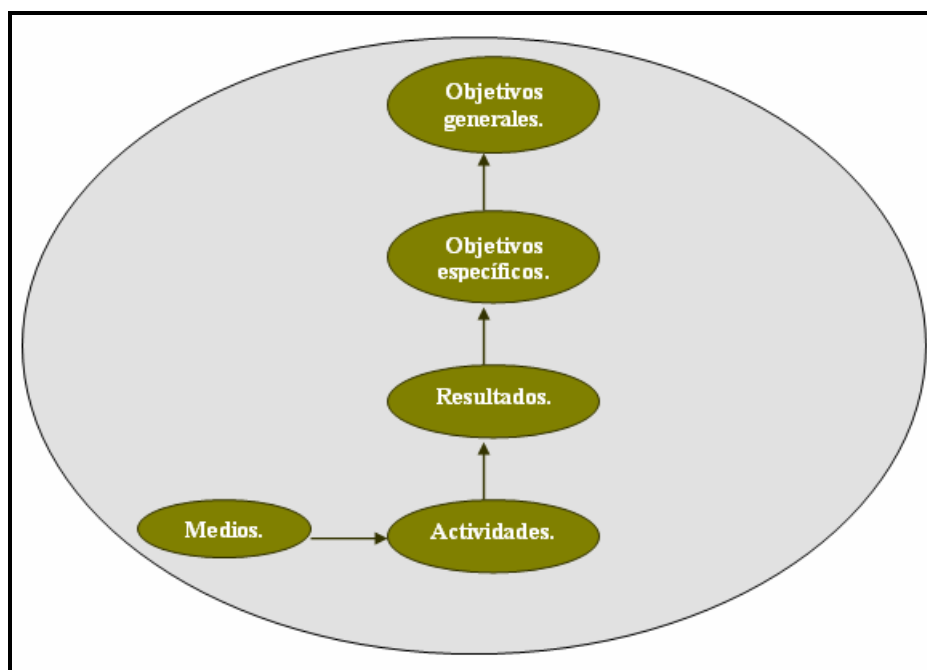 Objetivos
generales.
Objetivos
específicos.
Resultados.
Medios.
Actividades.